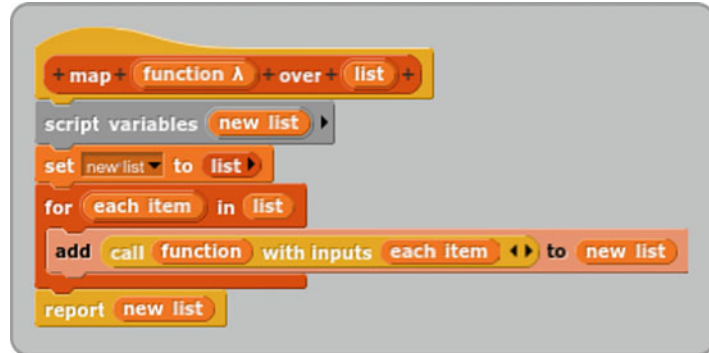 + map + function λ + over + list +
script variables new list
set new list to list
for each item in list
add call function with inputs each item to new list
report new list